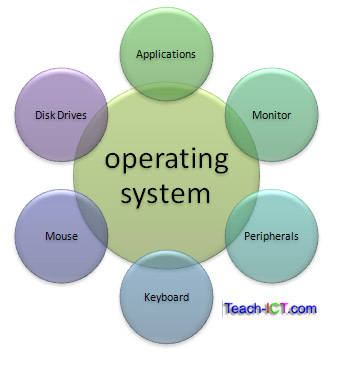 Applications
Disk Drives
Monitor
operating
system
Mouse
Peripherals
Keyboard
Teach-ICT.com